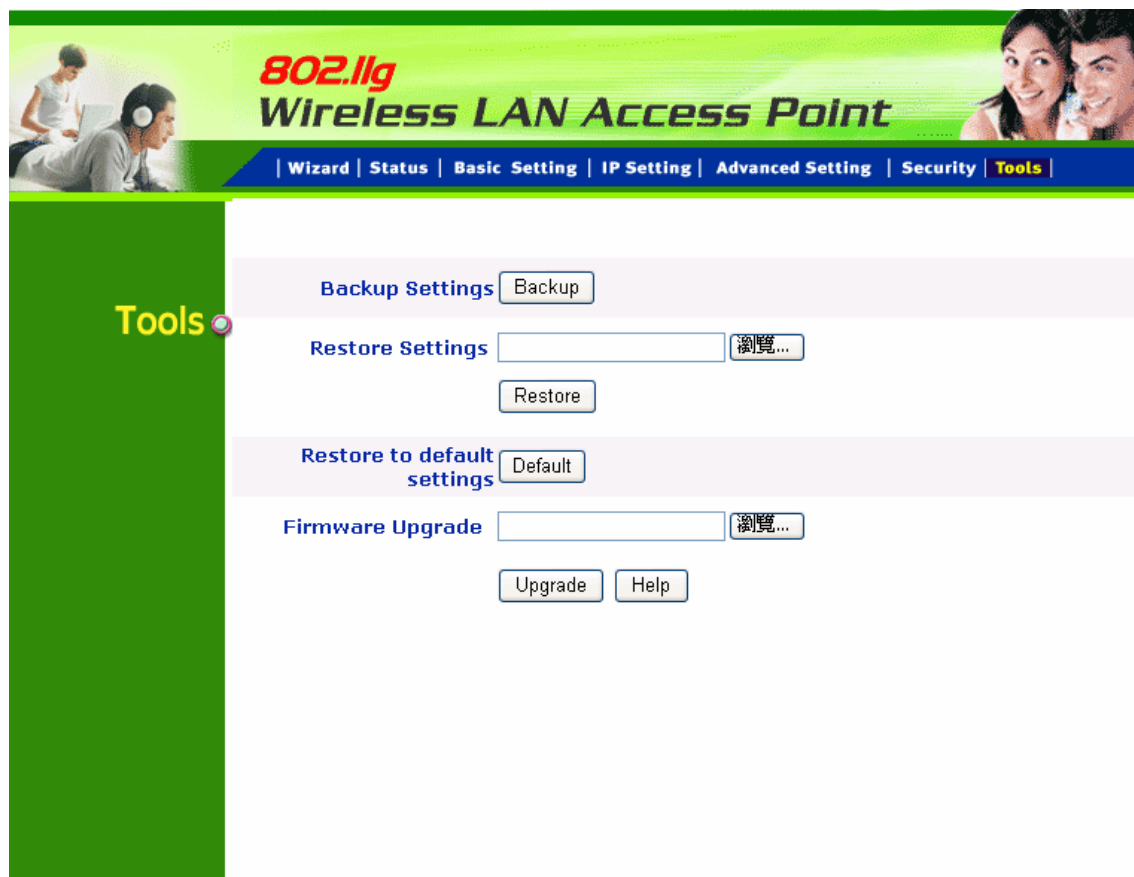 802.11g
Wireless LAN Access Point
| Wizard | Status | Basic Setting | IP Setting | Advanced Setting | Security | Tools |
Tools
Backup Settings Backup
Restore Settings 瀏覽...
Restore
Restore to default
settings Default
Firmware Upgrade 瀏覽...
Upgrade Help